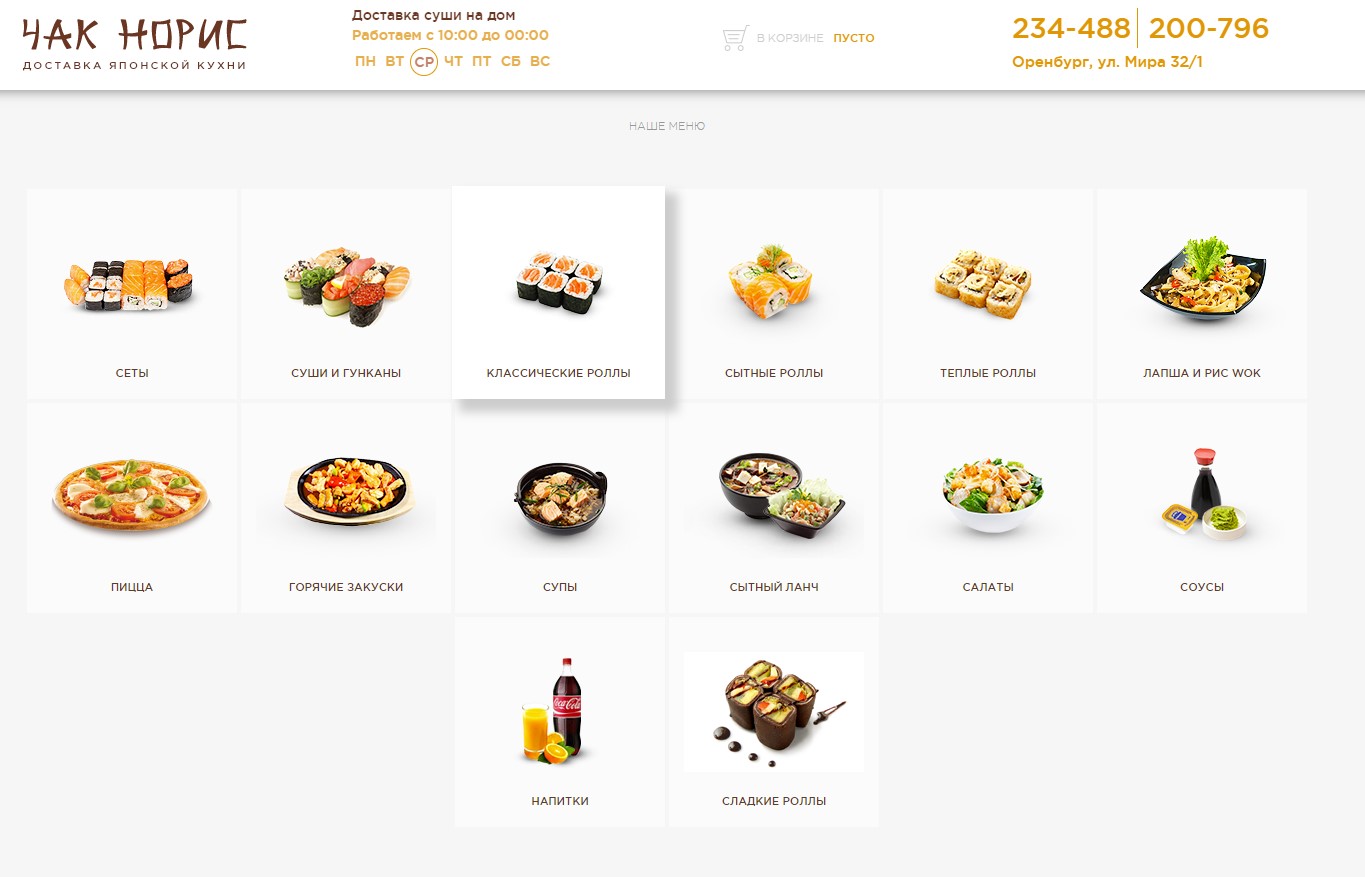 ЧАК НОРИС
ДОСТАВКА ЯПОНСКОЙ КУХНИ
Доставка суши на дом
Работаем с 10:00 до 00:00
ПН ВТ СР ЧТ ПТ СБ ВС
В КОРЗИНЕ ПУСТО
234-488 200-796
Оренбург, ул. Мира 32/1
НАШЕ МЕНЮ
СЕТЫ
СУШИ И ГУНКАНЫ
КЛАССИЧЕСКИЕ РОЛЛЫ
СЫТНЫЕ РОЛЛЫ
ТЕПЛЫЕ РОЛЛЫ
ЛАПША И РИС WOK
ПИЦЦА
ГОРЯЧИЕ ЗАКУСКИ
СУПЫ
СЫТНЫЙ ЛАНЧ
САЛАТЫ
СОУСЫ
Coca-Cola
НАПИТКИ
СЛАДКИЕ РОЛЛЫ